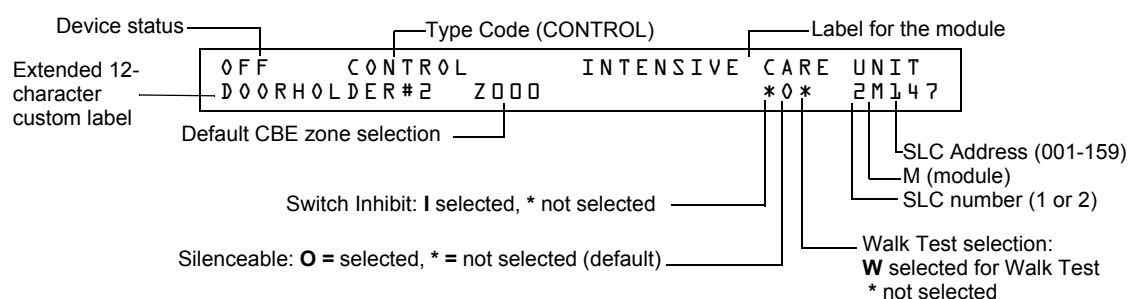 Device status
Type Code (CONTROL)
Label for the module
Extended 12-
character
custom label
OFF CONTROL INTENSIVE CARE UNIT
DOORHOLDER#2 Z000 *O* 2M147
Default CBE zone selection
SLC Address (001-159)
M (module)
SLC number (1 or 2)
Switch Inhibit: I selected, * not selected
Silenceable: O = selected, * = not selected (default)
Walk Test selection:
W selected for Walk Test
* not selected